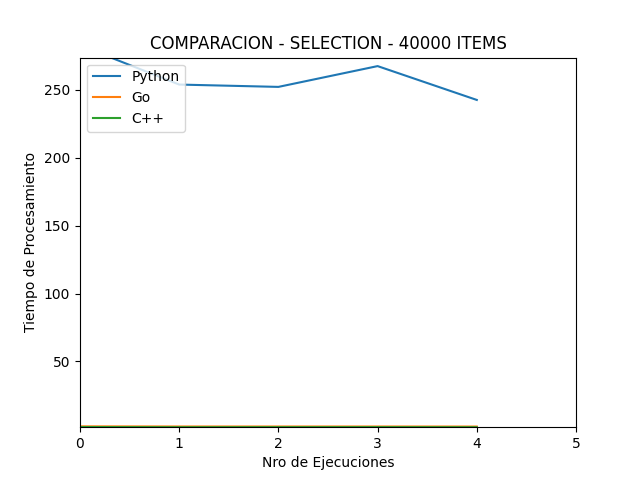 COMPARACION - SELECTION - 40000 ITEMS
Python
Go
C++
Tiempo de Procesamiento
250
200
150
100
50
0 1 2 3 4 5
Nro de Ejecuciones